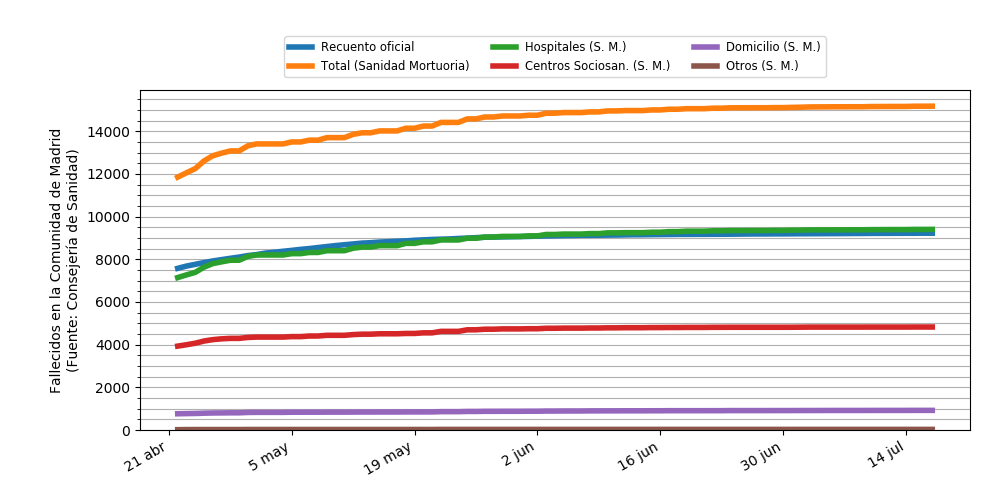 Recuento oficial
Total (Sanidad Mortuoria)
Hospitales (S. M.)
Centros Sociosan. (S. M.)
Domicilio (S. M.)
Otros (S. M.)
Fallecidos en la Comunidad de Madrid
(Fuente: Consejería de Sanidad)
14000
12000
10000
8000
6000
4000
2000
0
21 abr
5 may
19 may
2 jun
16 jun
30 jun
14 jul